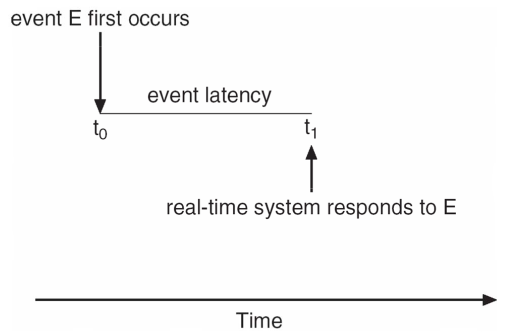 event E first occurs
event latency
t₀
t₁
real-time system responds to E
Time